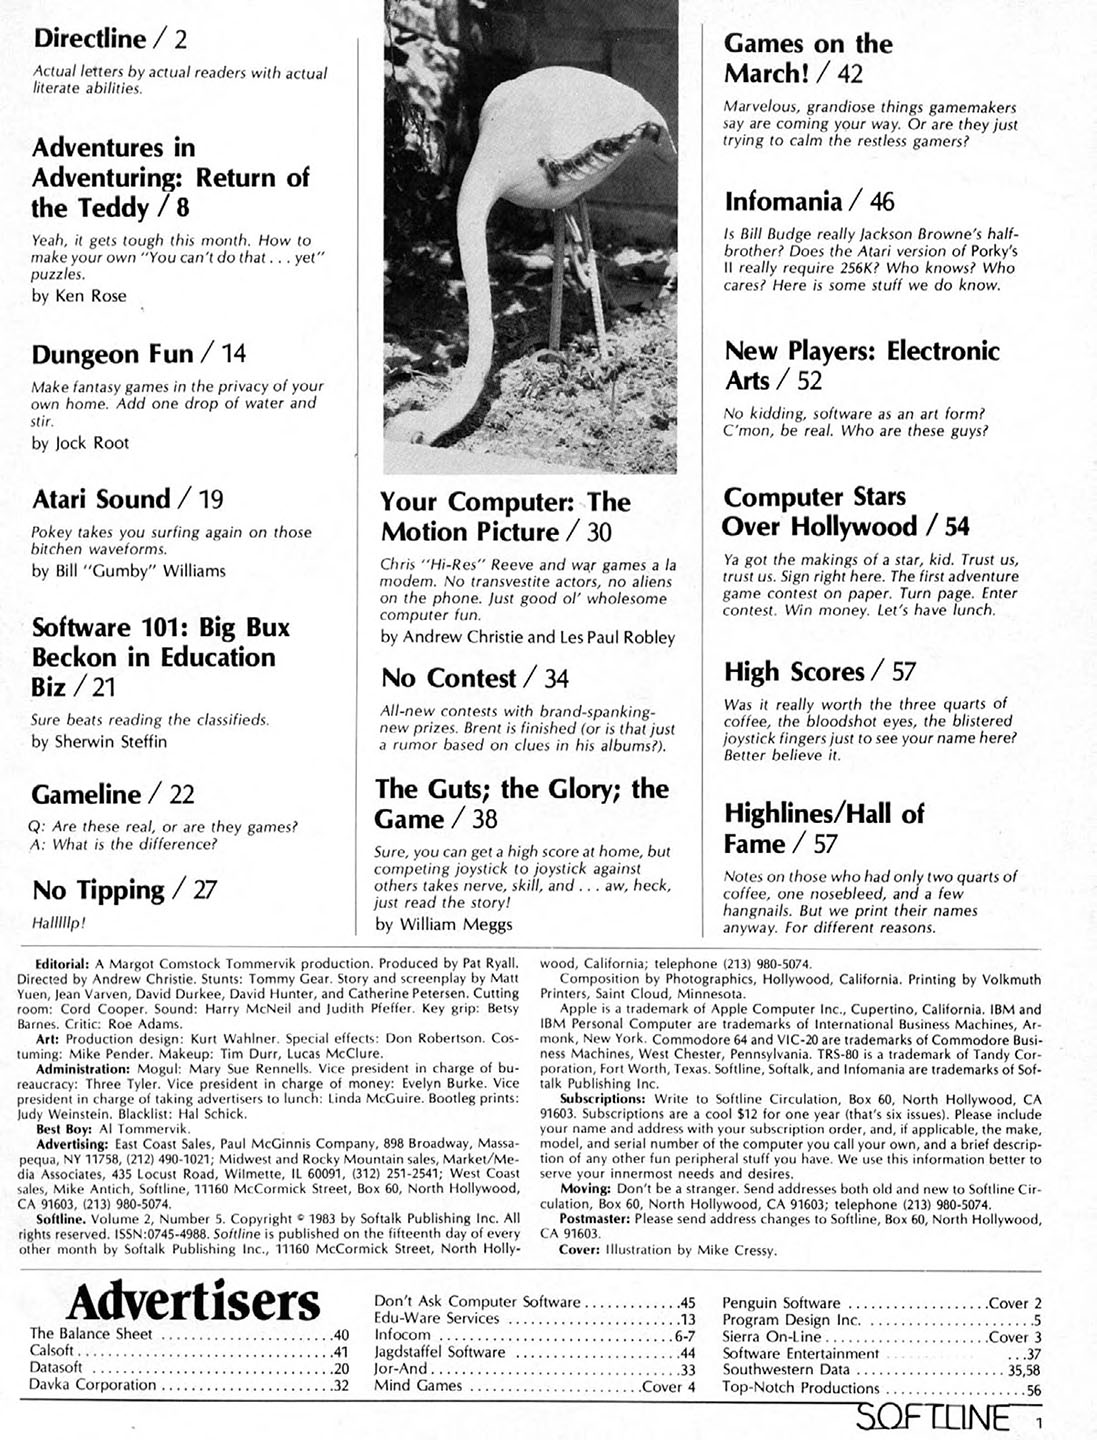 Directline / 2
Actual letters by actual readers with actual
literate abilities.
Adventures in
Adventuring: Return of
the Teddy / 8
Yeah, it gets tough this month. How to
make your own "You can't do that . . . yet"
puzzles.
by Ken Rose
Dungeon Fun / 14
Make fantasy games in the privacy of your
own home. Add one drop of water and
stir.
by Jock Root
Atari Sound / 19
Pokey takes you surfing again on those
bitchen waveforms.
by Bill "Gumby" Williams
Software 101: Big Bux
Beckon in Education
Biz / 21
Sure beats reading the classifieds.
by Sherwin Steffin
Gameline / 22
Q: Are these real, or are they games?
A: What is the difference?
No Tipping / 27
Halllllp!
Your Computer: The
Motion Picture / 30
Chris "Hi-Res" Reeve and war games a la
modem. No transvestite actors, no aliens
on the phone. Just good ol' wholesome
computer fun.
by Andrew Christie and Les Paul Robley
No Contest / 34
All-new contests with brand-spanking-
new prizes. Brent is finished (or is that just
a rumor based on clues in his albums?).
The Guts; the Glory; the
Game / 38
Sure, you can get a high score at home, but
competing joystick to joystick against
others takes nerve, skill, and . . . aw, heck,
just read the story!
by William Meggs
Games on the
March! / 42
Marvelous, grandiose things gamemakers
say are coming your way. Or are they just
trying to calm the restless gamers?
Infomania / 46
Is Bill Budge really Jackson Browne's half-
brother? Does the Atari version of Porky's
II really require 256K? Who knows? Who
cares? Here is some stuff we do know.
New Players: Electronic
Arts / 52
No kidding, software as an art form?
C'mon, be real. Who are these guys?
Computer Stars
Over Hollywood / 54
Ya got the makings of a star, kid. Trust us,
trust us. Sign right here. The first adventure
game contest on paper. Turn page. Enter
contest. Win money. Let's have lunch.
High Scores / 57
Was it really worth the three quarts of
coffee, the bloodshot eyes, the blistered
joystick fingers just to see your name here?
Better believe it.
Highlines/Hall of
Fame / 57
Notes on those who had only two quarts of
coffee, one nosebleed, and a few
hangnails. But we print their names
anyway. For different reasons.
Editorial: A Margot Comstock Tommervik production. Produced by Pat Ryall.
Directed by Andrew Christie. Stunts: Tommy Gear. Story and screenplay by Matt
Yuen, Jean Varven, David Durkee, David Hunter, and Catherine Petersen. Cutting
room: Cord Cooper. Sound: Harry McNeil and Judith Pfeffer. Key grip: Betsy
Barnes. Critic: Roe Adams.
Art: Production design: Kurt Wahlner. Special effects: Don Robertson. Cos-
tuming: Mike Pender. Makeup: Tim Durr, Lucas McClure.
Administration: Mogul: Mary Sue Rennells. Vice president in charge of bu-
reaucracy: Three Tyler. Vice president in charge of money: Evelyn Burke. Vice
president in charge of taking advertisers to lunch: Linda McGuire. Bootleg prints:
Judy Weinstein. Blacklist: Hal Schick.
Best Boy: Al Tommervik.
Advertising: East Coast Sales, Paul McGinnis Company, 898 Broadway, Massa-
pequa, NY 11758, (212) 490-1021; Midwest and Rocky Mountain sales, Market/Me-
dia Associates, 435 Locust Road, Wilmette, IL 60091, (312) 251-2541; West Coast
sales, Mike Antich, Softline, 11160 McCormick Street, Box 60, North Hollywood,
CA 91603, (213) 980-5074.
Softline. Volume 2, Number 5. Copyright © 1983 by Softalk Publishing Inc. All
rights reserved. ISSN:0745-4988. Softline is published on the fifteenth day of every
other month by Softalk Publishing Inc., 11160 McCormick Street, North Holly-
wood, California; telephone (213) 980-5074.
Composition by Photographics, Hollywood, California. Printing by Volkmuth
Printers, Saint Cloud, Minnesota.
Apple is a trademark of Apple Computer Inc., Cupertino, California. IBM and
IBM Personal Computer are trademarks of International Business Machines, Ar-
monk, New York. Commodore 64 and VIC-20 are trademarks of Commodore Busi-
ness Machines, West Chester, Pennsylvania. TRS-80 is a trademark of Tandy Cor-
poration, Fort Worth, Texas. Softline, Softalk, and Infomania are trademarks of Sof-
talk Publishing Inc.
Subscriptions: Write to Softline Circulation, Box 60, North Hollywood, CA
91603. Subscriptions are a cool $12 for one year (that's six issues). Please include
your name and address with your subscription order, and, if applicable, the make,
model, and serial number of the computer you call your own, and a brief descrip-
tion of any other fun peripheral stuff you have. We use this information better to
serve your innermost needs and desires.
Moving: Don't be a stranger. Send addresses both old and new to Softline Cir-
culation, Box 60, North Hollywood, CA 91603; telephone (213) 980-5074.
Postmaster: Please send address changes to Softline, Box 60, North Hollywood,
CA 91603.
Cover: Illustration by Mike Cressy.
Advertisers
The Balance Sheet ......................40
Calsoft .................................41
Datasoft ...............................20
Davka Corporation ......................32
Don't Ask Computer Software .............45
Edu-Ware Services .......................13
Infocom ...............................6-7
Jagdstaffel Software .......................44
Jor-And ..................................33
Mind Games .......................Cover 4
Penguin Software ...................Cover 2
Program Design Inc. .......................5
Sierra On-Line ......................Cover 3
Software Entertainment ...37
Southwestern Data ....................35,58
Top-Notch Productions ...................56
SOFTLINE 1